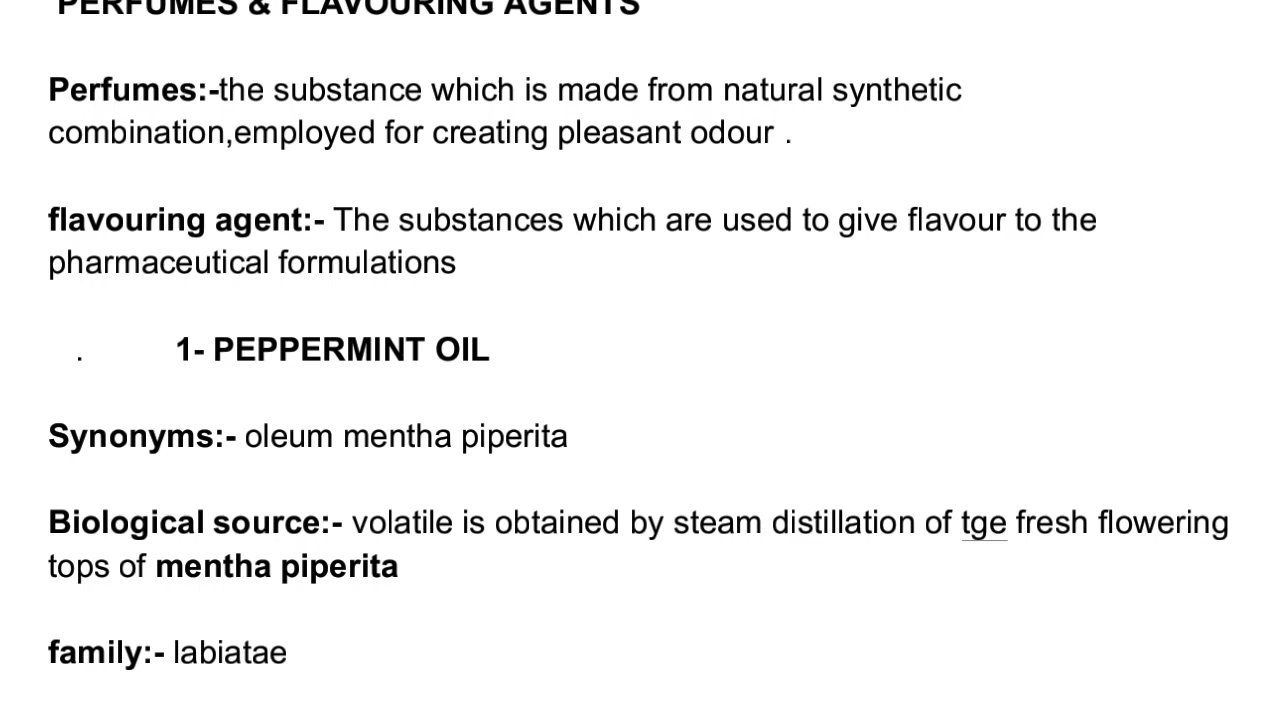 PERFUMES & FLAVOURING AGENTS
Perfumes:-the substance which is made from natural synthetic
combination,employed for creating pleasant odour .
flavouring agent:- The substances which are used to give flavour to the
pharmaceutical formulations
. 1- PEPPERMINT OIL
Synonyms:- oleum mentha piperita
Biological source:- volatile is obtained by steam distillation of tge fresh flowering
tops of mentha piperita
family:- labiatae